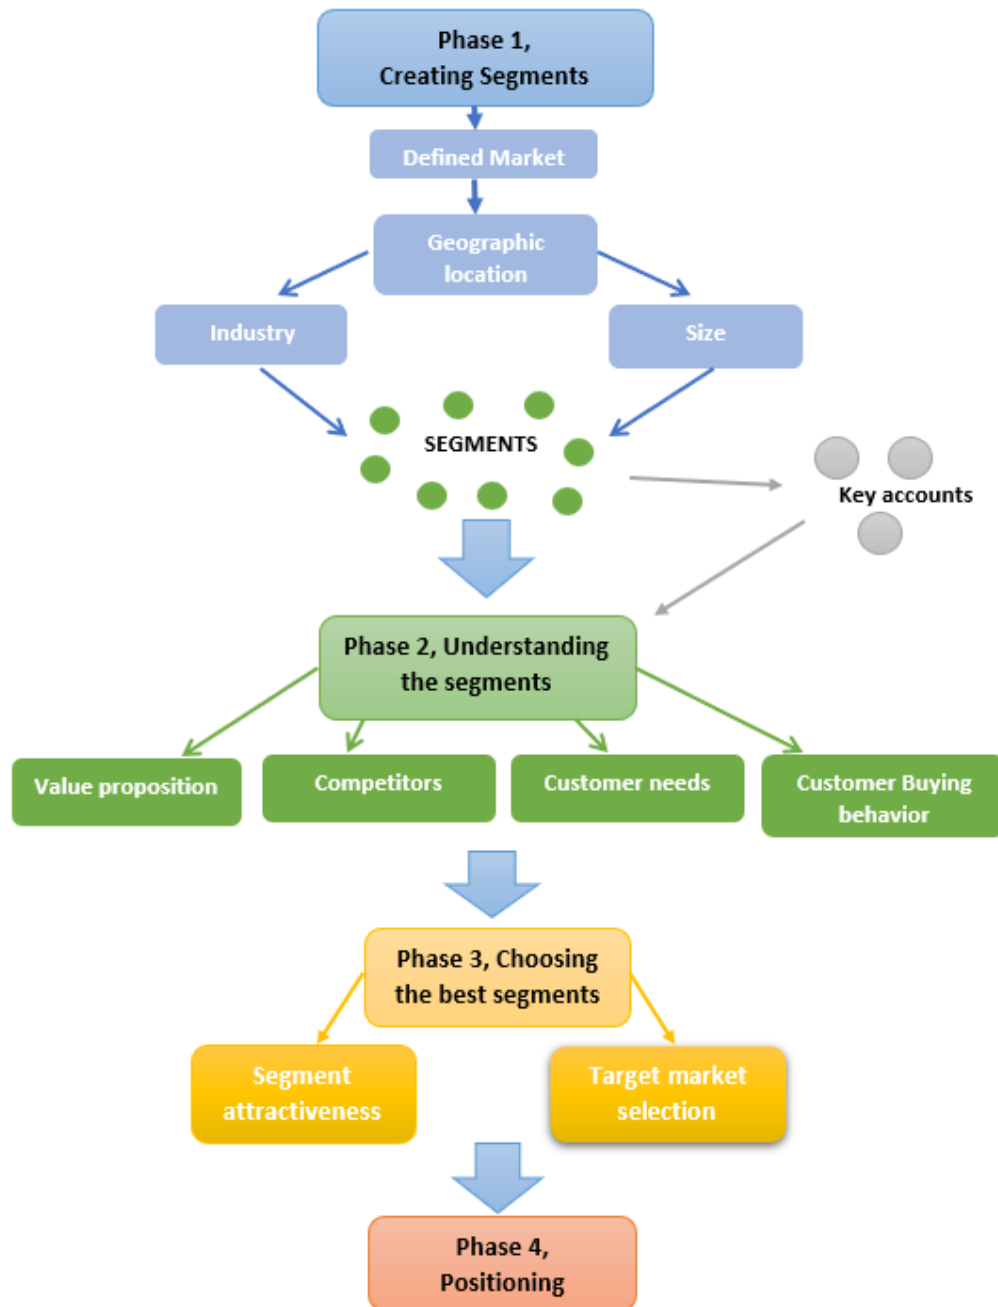 Phase 1,
Creating Segments
Defined Market
Geographic
location
Industry
Size
SEGMENTS
Key accounts
Phase 2, Understanding
the segments
Value proposition
Competitors
Customer needs
Customer Buying
behavior
Phase 3, Choosing
the best segments
Segment
attractiveness
Target market
selection
Phase 4,
Positioning